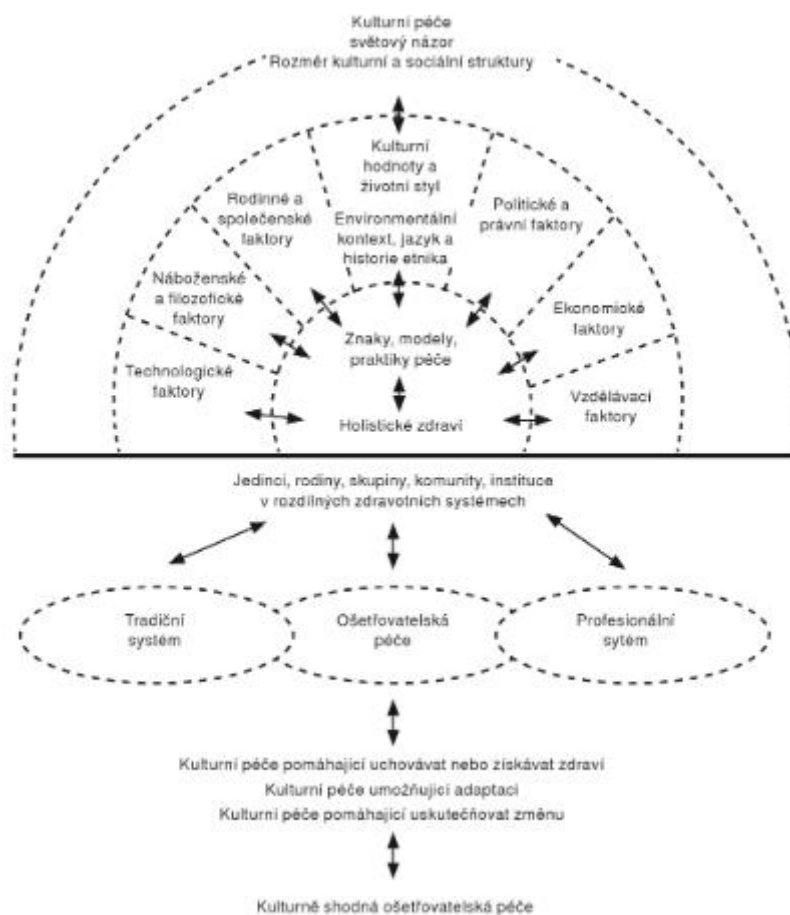 Kulturní péče
světový názor
Rozměr kulturní a sociální struktury
Kulturní
hodnoty a
životní styl
Rodinné a
společenské
faktory
Environmentální
kontext, jazyk a
historie etnika
Politické a
právní faktory
Náboženské
a filozofické
faktory
Ekonomické
faktory
Technologické
faktory
Znaky, modely,
praktiky péče
Vzdělávací
faktory
Holistické zdraví
Jedinci, rodiny, skupiny, komunity, instituce
v rozdílných zdravotních systémech
Tradiční
systém
Ošetřovatelská
péče
Profesionální
sytém
Kulturní péče pomáhající uchovávat nebo získávat zdraví
Kulturní péče umožňující adaptaci
Kulturní péče pomáhající uskutečňovat změnu
Kulturně shodná ošetřovatelská péče